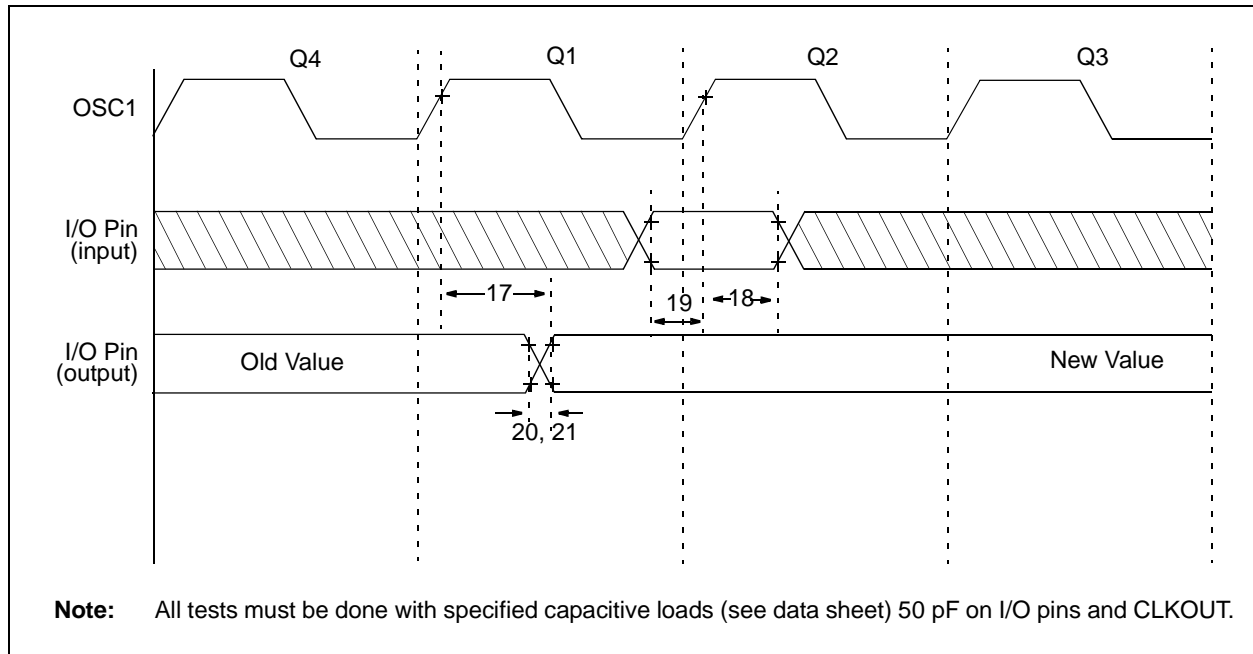 Q4 Q1 Q2 Q3
OSC1
I/O Pin
(input)
17 19 18
I/O Pin
(output)
Old Value New Value
20, 21
Note: All tests must be done with specified capacitive loads (see data sheet) 50 pF on I/O pins and CLKOUT.